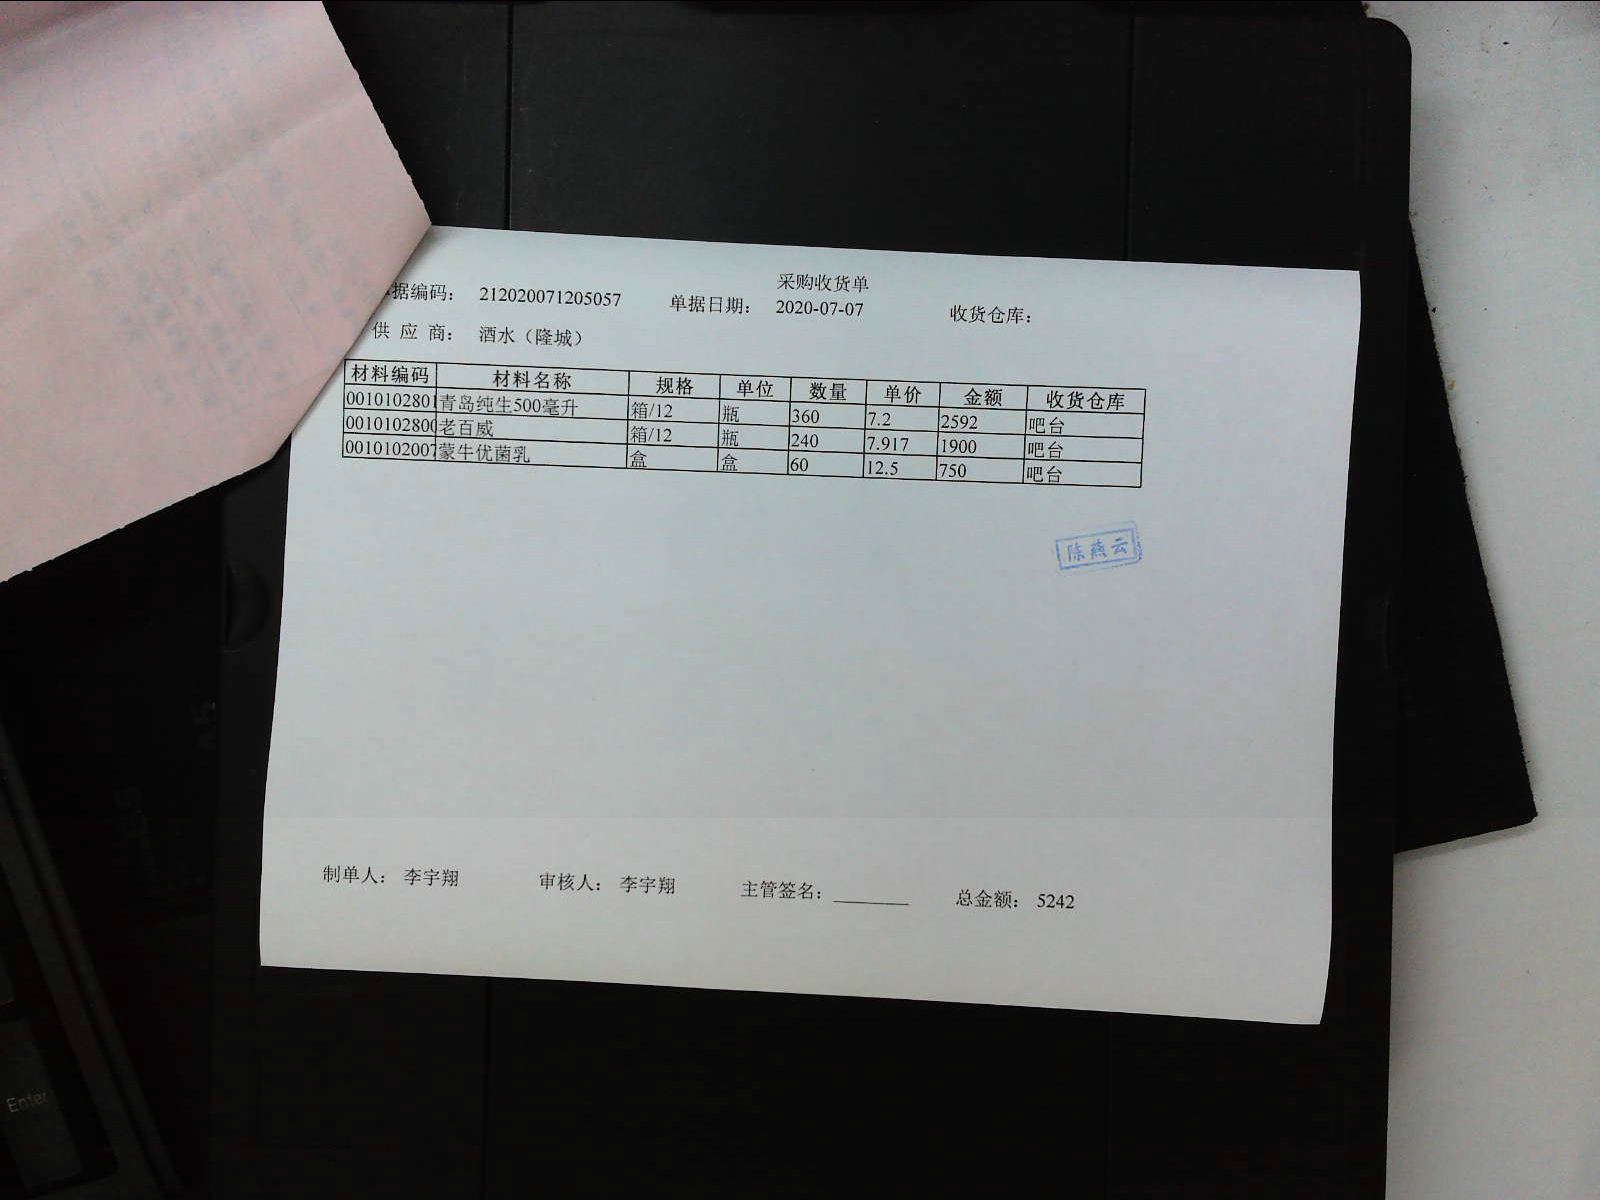 采购收货单
据编码： 212020071205057 单据日期： 2020-07-07 收货仓库：
供 应 商： 酒水（隆城）
材料编码 材料名称 规格 单位 数量 单价 金额 收货仓库
0010102801 青岛纯生500毫升 箱/12 瓶 360 7.2 2592 吧台
0010102800 老百威 箱/12 瓶 240 7.917 1900 吧台
0010102007 蒙牛优菌乳 盒 盒 60 12.5 750 吧台
陈燕云
制单人： 李宇翔 审核人： 李宇翔 主管签名： 总金额： 5242
Enter